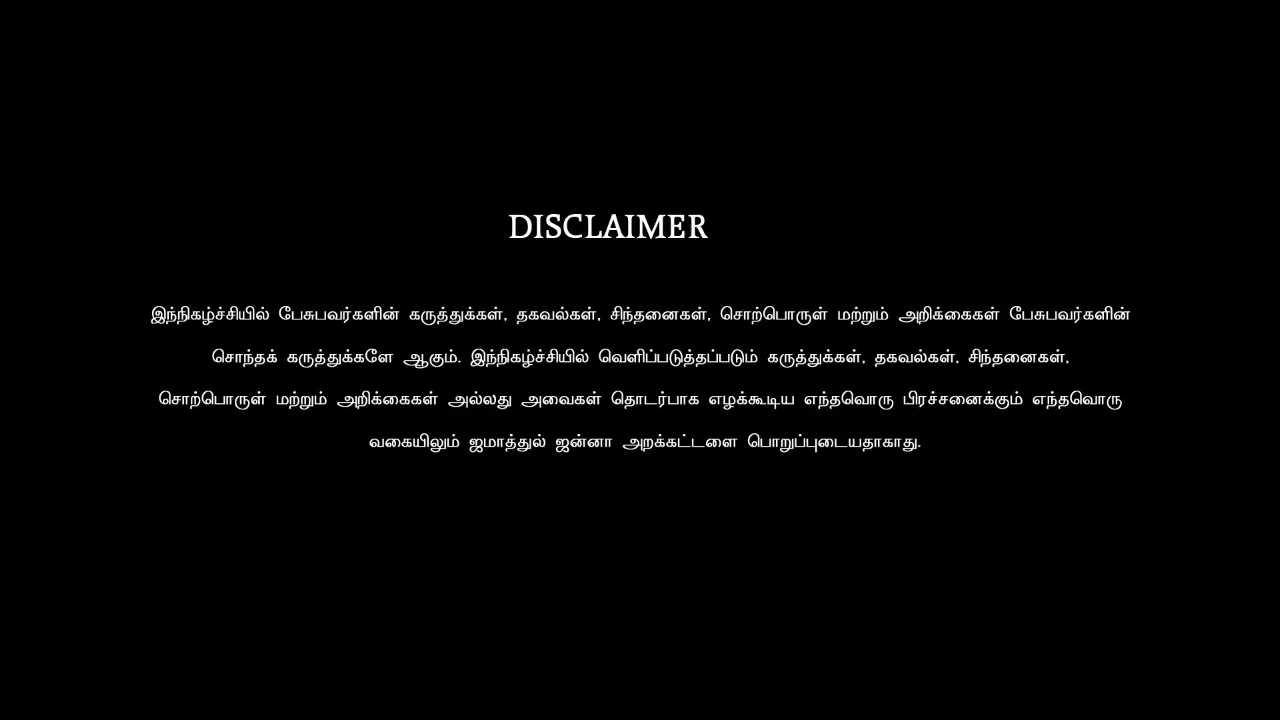 DISCLAIMER
இந்நிகழ்ச்சியில் பேசுபவர்களின் கருத்துக்கள், தகவல்கள், சிந்தனைகள், சொற்பொருள் மற்றும் அறிக்கைகள் பேசுபவர்களின்
சொந்தக் கருத்துக்களே ஆகும். இந்நிகழ்ச்சியில் வெளிப்படுத்தப்படும் கருத்துக்கள், தகவல்கள், சிந்தனைகள்,
சொற்பொருள் மற்றும் அறிக்கைகள் அல்லது அவைகள் தொடர்பாக எழக்கூடிய எந்தவொரு பிரச்சனைக்கும் எந்தவொரு
வகையிலும் ஜமாத்துல் ஜன்னா அறக்கட்டளை பொறுப்புடையதாகாது.